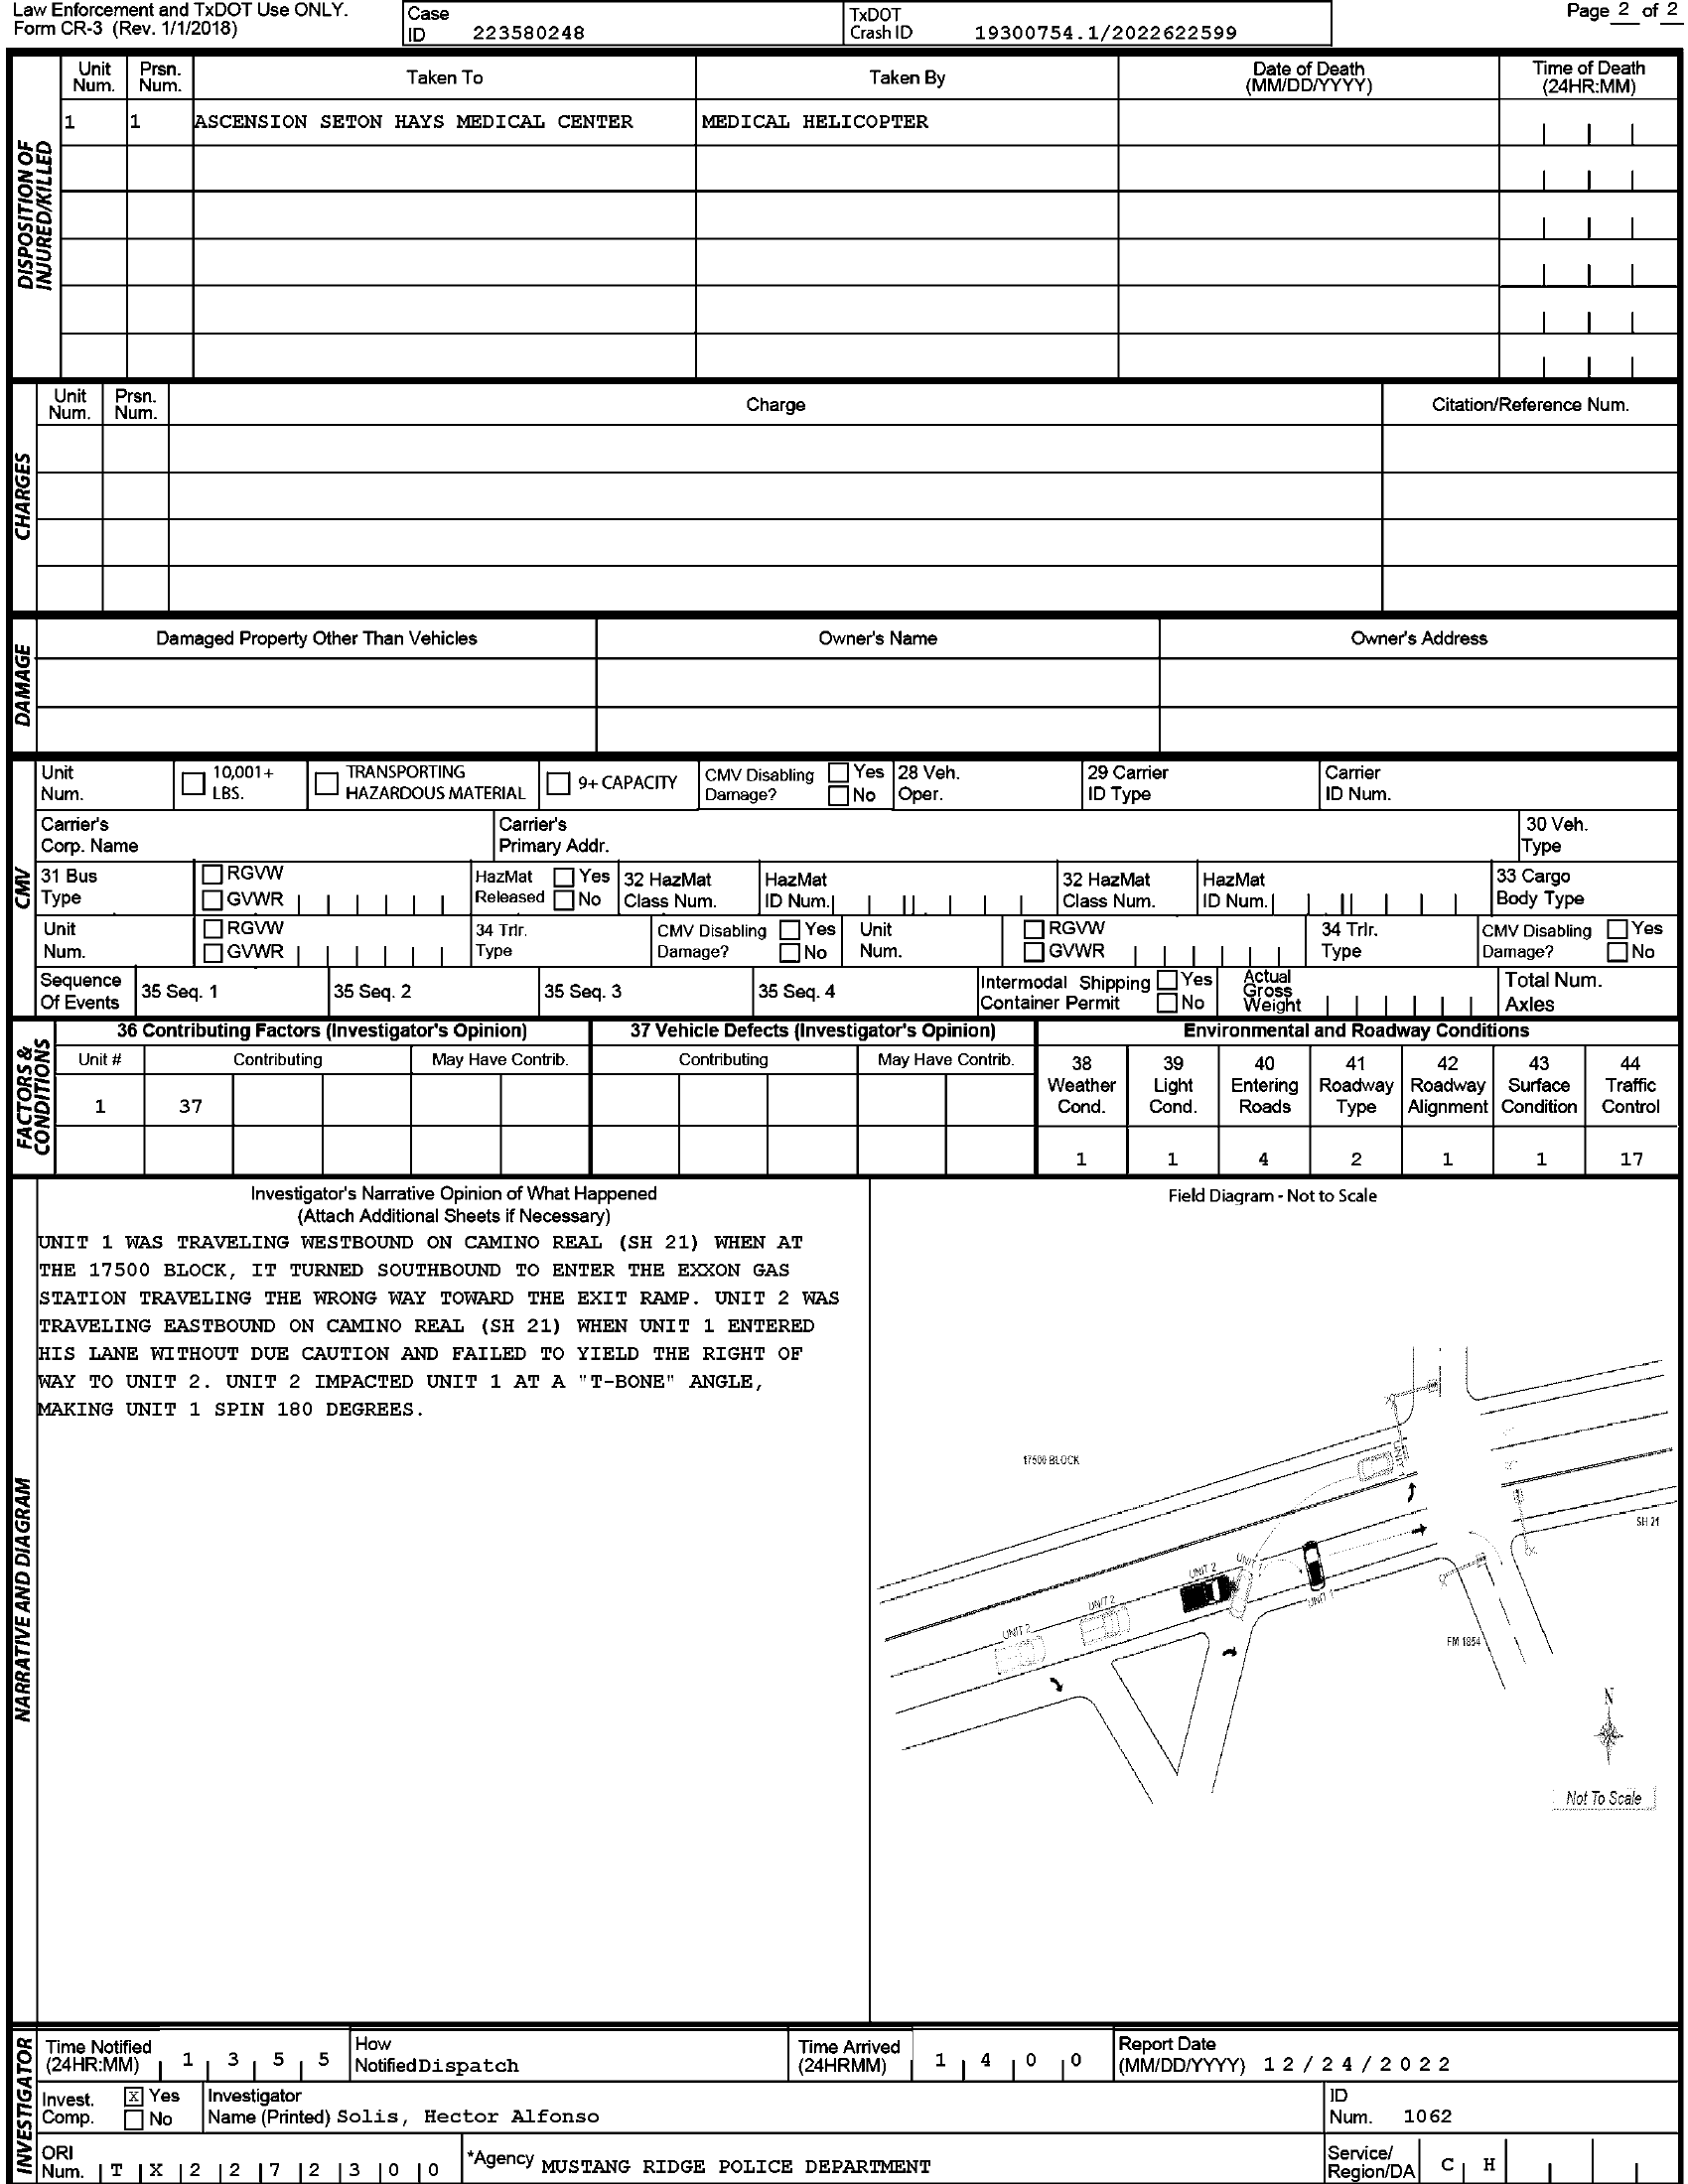 Law Enforcement and TxDOT Use ONLY.
Form CR-3 (Rev. 1/1/2018)
Case ID 223580248
TxDOT Crash ID 19300754.1/2022622599
Page 2 of 2
DISPOSITION OF INJURED/KILLED
Unit Num. Prsn. Num. Taken To Taken By Date of Death (MM/DD/YYYY) Time of Death (24HR:MM)
1 1 ASCENSION SETON HAYS MEDICAL CENTER MEDICAL HELICOPTER
CHARGES
Unit Num. Prsn. Num. Charge Citation/Reference Num.
DAMAGE
Damaged Property Other Than Vehicles Owner's Name Owner's Address
CMV
Unit Num. 10,001+ LBS. TRANSPORTING HAZARDOUS MATERIAL 9+ CAPACITY CMV Disabling Damage? Yes No 28 Veh. Oper. 29 Carrier ID Type Carrier ID Num.
Carrier's Corp. Name Carrier's Primary Addr. 30 Veh. Type
31 Bus Type RGVW GVWR HazMat Released Yes No 32 HazMat Class Num. HazMat ID Num. 32 HazMat Class Num. HazMat ID Num. 33 Cargo Body Type
Unit Num. RGVW GVWR 34 Trlr. Type CMV Disabling Damage? Yes No Unit Num. RGVW GVWR 34 Trlr. Type CMV Disabling Damage? Yes No
Sequence Of Events 35 Seq. 1 35 Seq. 2 35 Seq. 3 35 Seq. 4 Intermodal Shipping Container Permit Yes No Actual Gross Weight Total Num. Axles
FACTORS & CONDITIONS
36 Contributing Factors (Investigator's Opinion) 37 Vehicle Defects (Investigator's Opinion) Environmental and Roadway Conditions
Unit # Contributing May Have Contrib. Contributing May Have Contrib. 38 Weather Cond. 39 Light Cond. 40 Entering Roads 41 Roadway Type 42 Roadway Alignment 43 Surface Condition 44 Traffic Control
1 37
1 1 4 2 1 1 17
NARRATIVE AND DIAGRAM
Investigator's Narrative Opinion of What Happened
(Attach Additional Sheets if Necessary)
UNIT 1 WAS TRAVELING WESTBOUND ON CAMINO REAL (SH 21) WHEN AT
THE 17500 BLOCK, IT TURNED SOUTHBOUND TO ENTER THE EXXON GAS
STATION TRAVELING THE WRONG WAY TOWARD THE EXIT RAMP. UNIT 2 WAS
TRAVELING EASTBOUND ON CAMINO REAL (SH 21) WHEN UNIT 1 ENTERED
HIS LANE WITHOUT DUE CAUTION AND FAILED TO YIELD THE RIGHT OF
WAY TO UNIT 2. UNIT 2 IMPACTED UNIT 1 AT A "T-BONE" ANGLE,
MAKING UNIT 1 SPIN 180 DEGREES.
Field Diagram - Not to Scale
17500 BLOCK
SH 21
UNIT 2
UNIT
UNIT 2
UNIT 1
UNIT 2
FM 1854
N
Not To Scale
INVESTIGATOR
Time Notified (24HR:MM) 1 3 5 5 How Notified Dispatch Time Arrived (24HRMM) 1 4 0 0 Report Date (MM/DD/YYYY) 12/24/2022
Invest. Comp. X Yes No Investigator Name (Printed) Solis, Hector Alfonso ID Num. 1062
ORI Num. T X 2 2 7 2 3 0 0 *Agency MUSTANG RIDGE POLICE DEPARTMENT Service/Region/DA C H